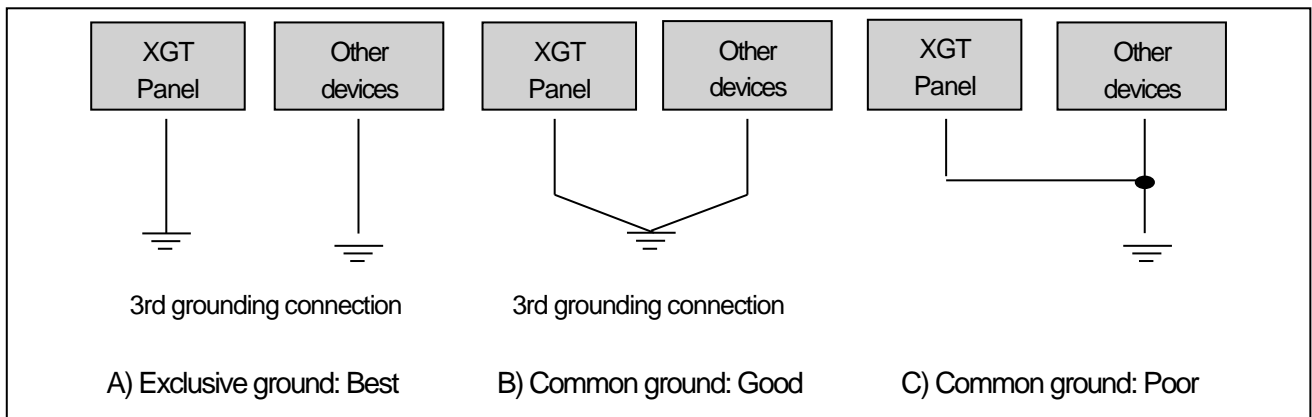 XGT
Panel
Other
devices
XGT
Panel
Other
devices
XGT
Panel
Other
devices
3rd grounding connection
3rd grounding connection
A) Exclusive ground: Best
B) Common ground: Good
C) Common ground: Poor